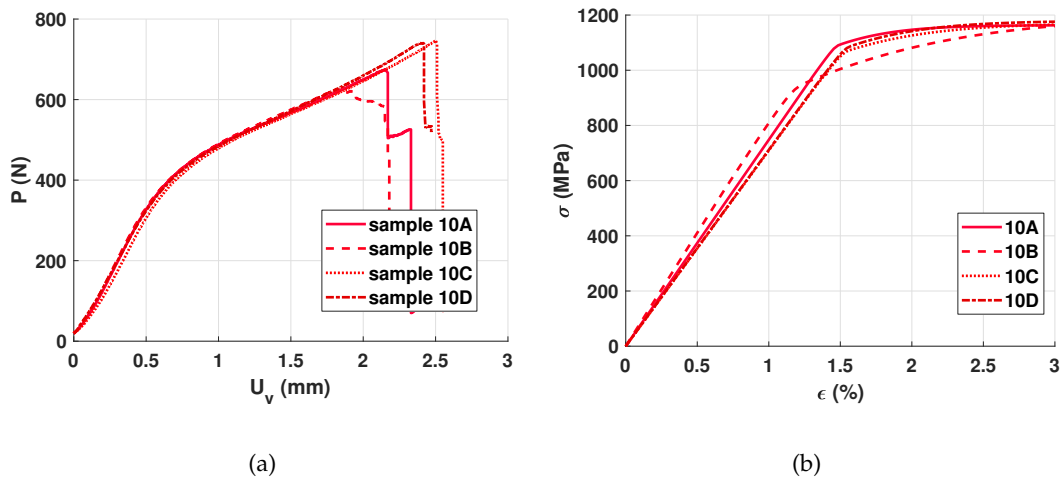 800
600
400
200
0
P (N)
sample 10A
sample 10B
sample 10C
sample 10D
0 0.5 1 1.5 2 2.5 3
U_v (mm)
(a)
1200
1000
800
600
400
200
0
σ (MPa)
10A
10B
10C
10D
0 0.5 1 1.5 2 2.5 3
ϵ (%)
(b)